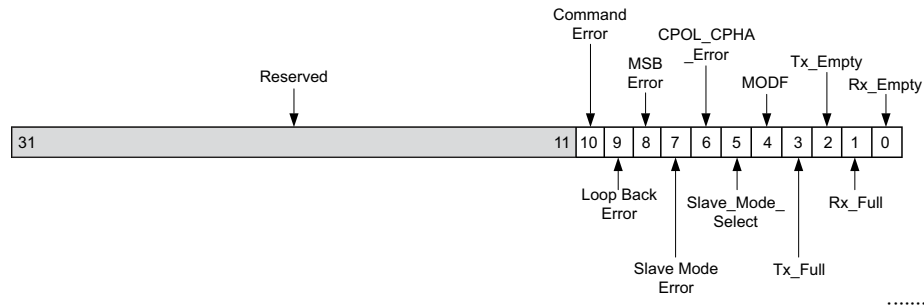 Command
Error
CPOL_CPHA
_Error
MSB
Error
Tx_Empty
Reserved
MODF
Rx_Empty
31 11 10 9 8 7 6 5 4 3 2 1 0
Loop Back
Error
Slave_Mode_
Select
Rx_Full
Slave Mode
Error
Tx_Full